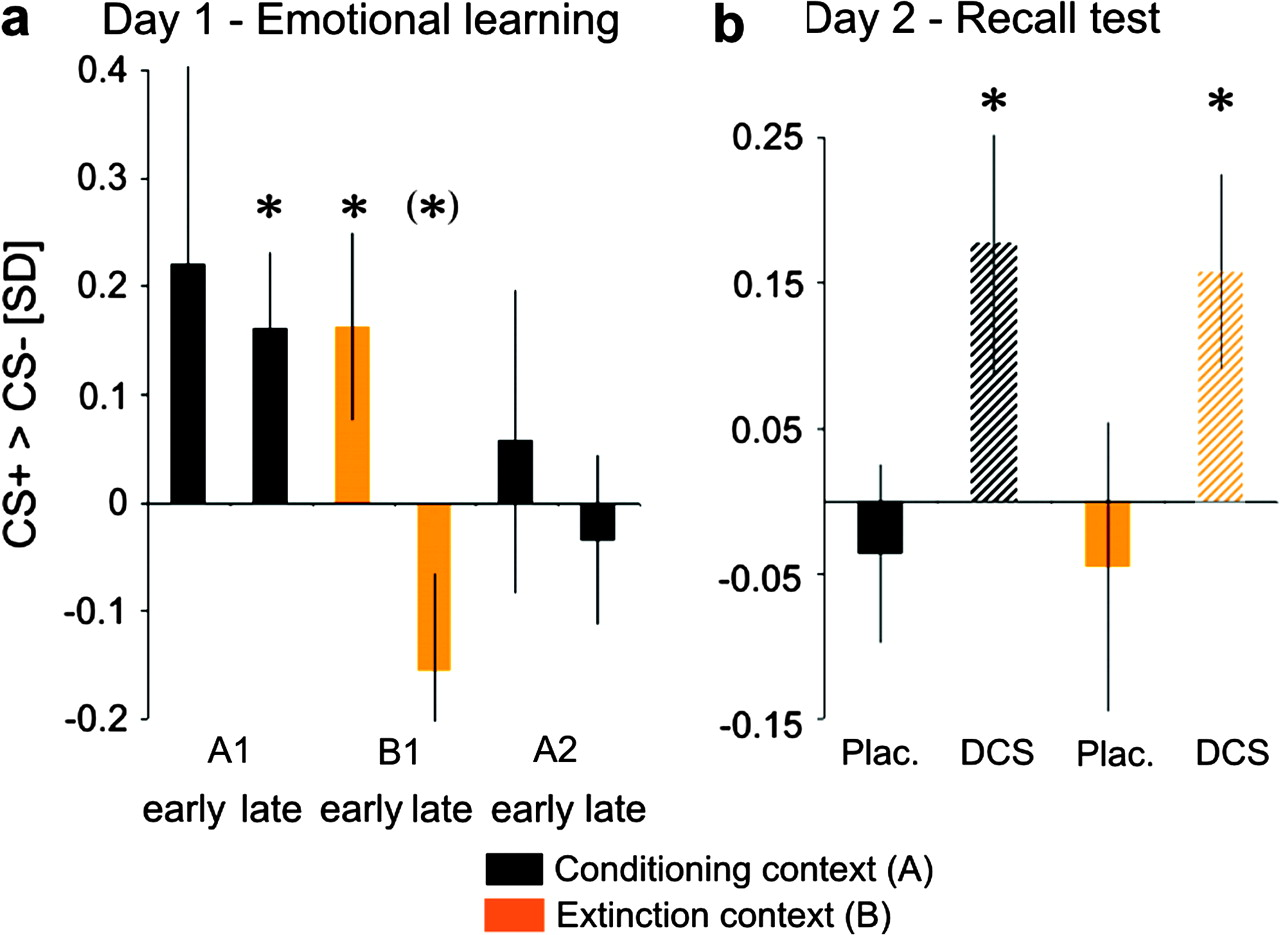 a Day 1 - Emotional learning
CS+ > CS- [SD]
0.4
0.3
0.2
0.1
0
-0.1
-0.2
* * (*)
A1 B1 A2
early late early late early late
b Day 2 - Recall test
* *
0.25
0.15
0.05
-0.05
-0.15
Plac. DCS Plac. DCS
Conditioning context (A)
Extinction context (B)